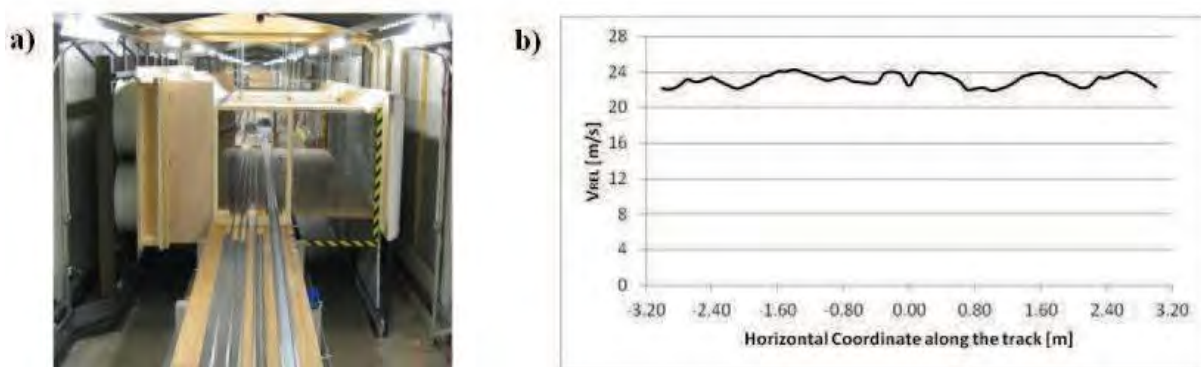 a)
b)
28
24
20
16
12
8
4
0
VREL [m/s]
-3.20 -2.40 -1.60 -0.80 0.00 0.80 1.60 2.40 3.20
Horizontal Coordinate along the track [m]